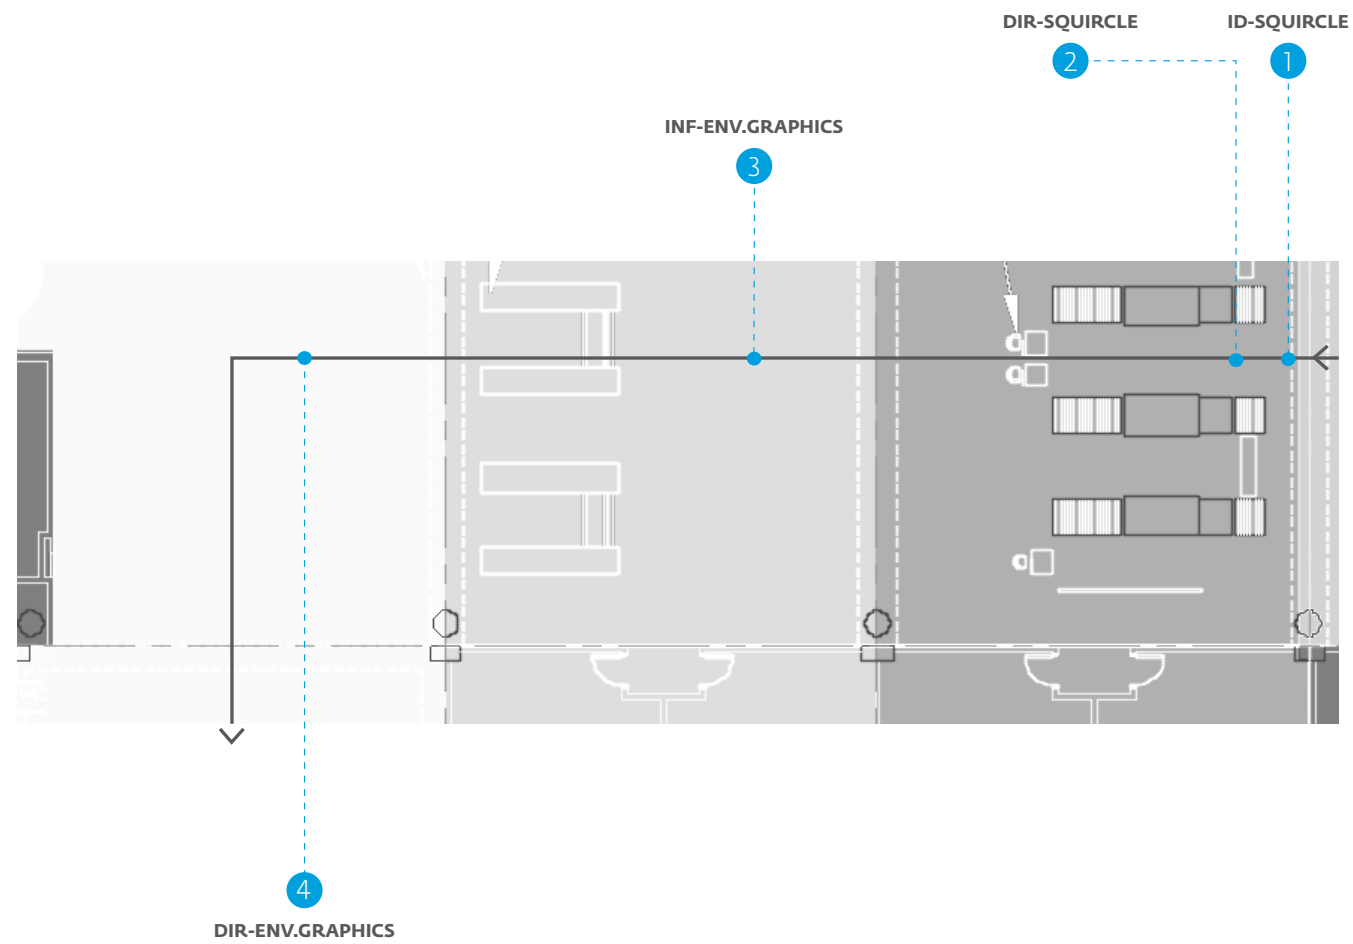 DIR-SQUIRCLE
ID-SQUIRCLE
2
1
INF-ENV.GRAPHICS
3
4
DIR-ENV.GRAPHICS